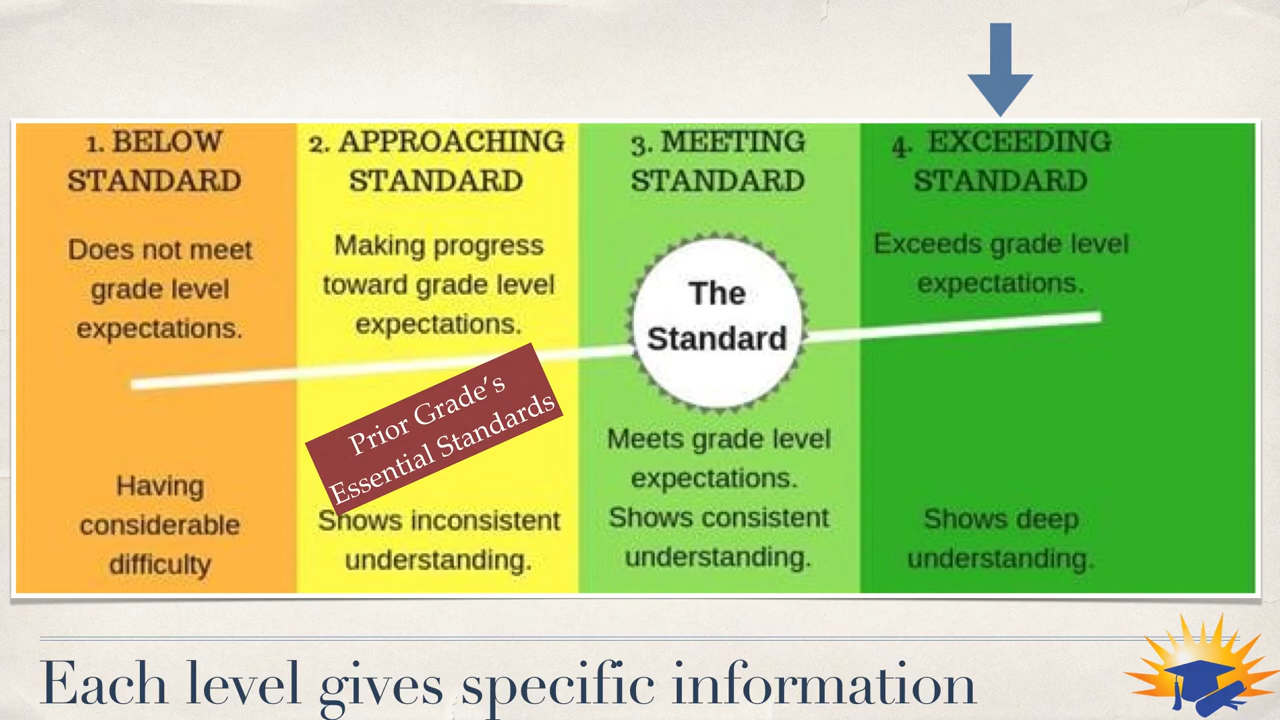 1. BELOW
STANDARD
Does not meet
grade level
expectations.
Having
considerable
difficulty
2. APPROACHING
STANDARD
Making progress
toward grade level
expectations.
Prior Grade's
Essential Standards
Shows inconsistent
understanding.
3. MEETING
STANDARD
The
Standard
Meets grade level
expectations.
Shows consistent
understanding.
4. EXCEEDING
STANDARD
Exceeds grade level
expectations.
Shows deep
understanding.
Each level gives specific information